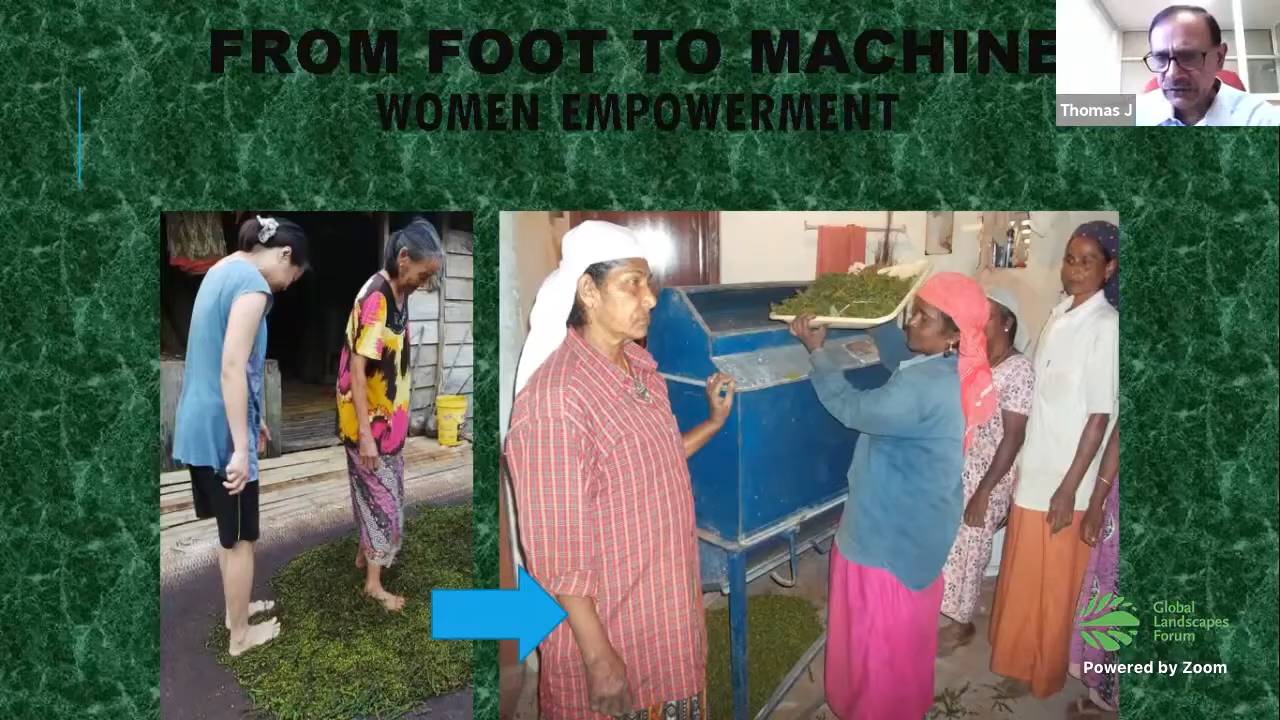 FROM FOOT TO MACHINE
WOMEN EMPOWERMENT
Thomas J
Global
Landscapes
Forum
Powered by Zoom